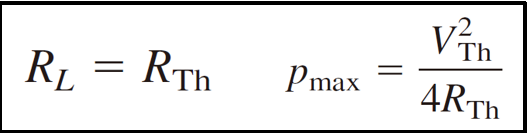 R_L = R_Th    p_max = V_Th^2 / 4R_Th